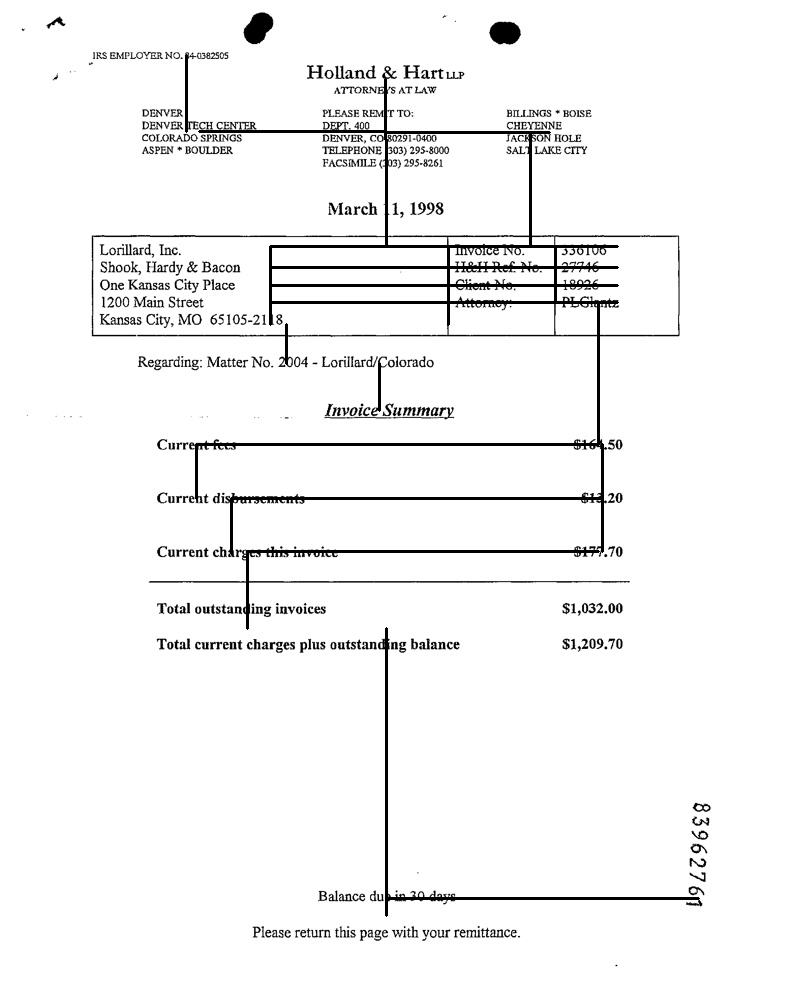 IRS EMPLOYER NO. 84-0382505
Holland & Hart LLP
ATTORNEYS AT LAW
DENVER
DENVER TECH CENTER
COLORADO SPRINGS
ASPEN * BOULDER
PLEASE REMIT TO:
DEPT. 400
DENVER, CO 80291-0400
TELEPHONE (303) 295-8000
FACSIMILE (303) 295-8261
BILLINGS * BOISE
CHEYENNE
JACKSON HOLE
SALT LAKE CITY
March 11, 1998
Lorillard, Inc.
Shook, Hardy & Bacon
One Kansas City Place
1200 Main Street
Kansas City, MO 65105-2118
Invoice No. 336106
H&H Ref. No. 27746
Client No. 18926
Attorney: PLGlantz
Regarding: Matter No. 2004 - Lorillard/Colorado
Invoice Summary
Current fees $164.50
Current disbursements $13.20
Current charges this invoice $177.70
Total outstanding invoices $1,032.00
Total current charges plus outstanding balance $1,209.70
Balance due in 30 days
Please return this page with your remittance.